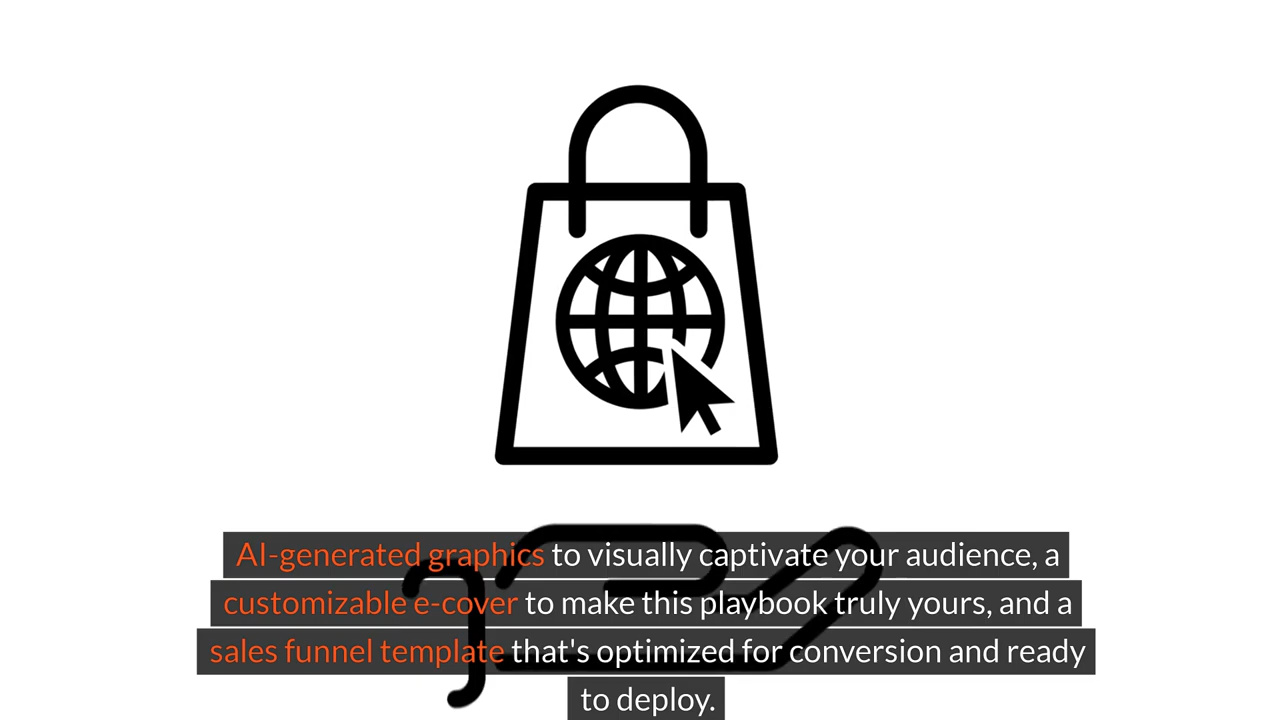 AI-generated graphics to visually captivate your audience, a
customizable e-cover to make this playbook truly yours, and a
sales funnel template that's optimized for conversion and ready
to deploy.